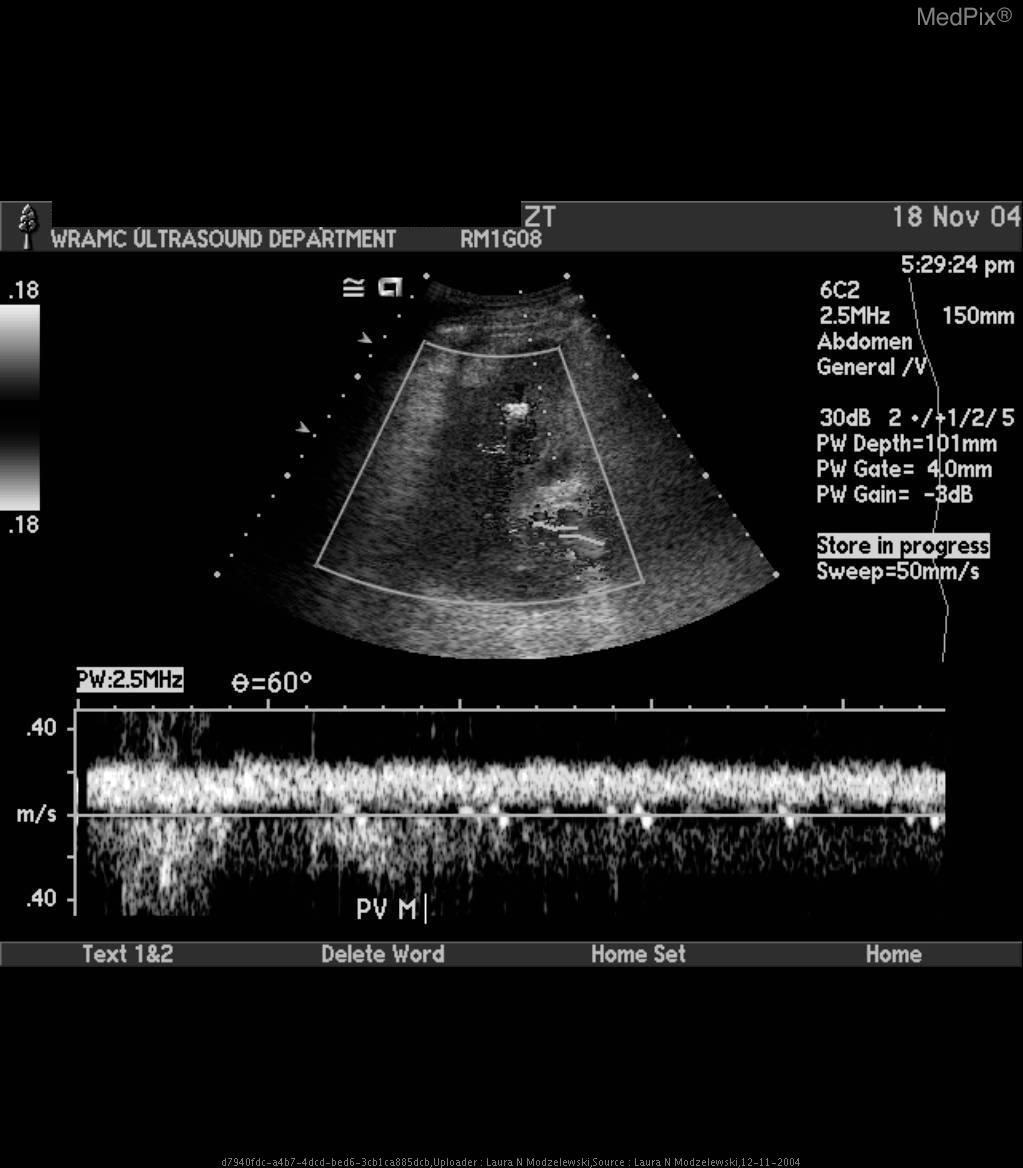 MedPix®
ZT
18 Nov 04
WRAMC ULTRASOUND DEPARTMENT RM1G08
5:29:24 pm
.18
6C2
2.5MHz 150mm
Abdomen
General /V
30dB 2 •/+1/2/5
PW Depth=101mm
PW Gate= 4.0mm
PW Gain= -3dB
.18
Store in progress
Sweep=50mm/s
PW:2.5MHz θ=60°
.40
m/s
.40
PV M
Text 1&2 Delete Word Home Set Home
d7940fdc-a4b7-4dcd-bed6-3cb1ca885dcb,Uploader : Laura N Modzelewski,Source : Laura N Modzelewski,12-11-2004